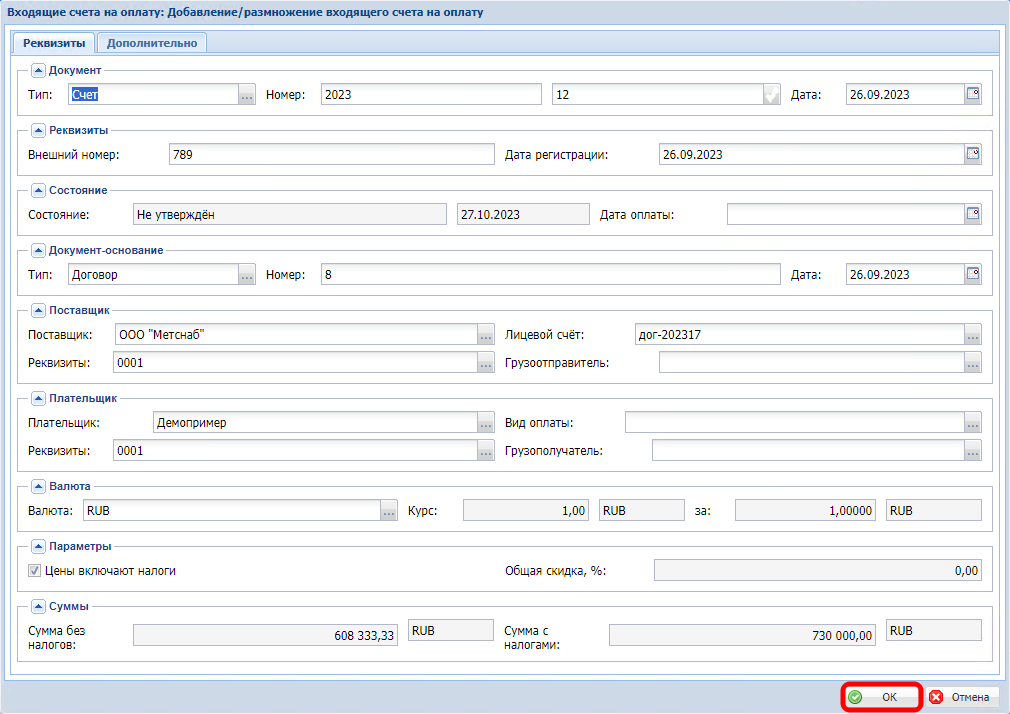 Входящие счета на оплату: Добавление/размножение входящего счета на оплату
Реквизиты Дополнительно
Документ
Тип: Счет ... Номер: 2023 12 Дата: 26.09.2023
Реквизиты
Внешний номер: 789 Дата регистрации: 26.09.2023
Состояние
Состояние: Не утверждён 27.10.2023 Дата оплаты:
Документ-основание
Тип: Договор ... Номер: 8 Дата: 26.09.2023
Поставщик
Поставщик: ООО "Метснаб" ... Лицевой счёт: дог-202317 ...
Реквизиты: 0001 ... Грузоотправитель: ...
Плательщик
Плательщик: Демопример ... Вид оплаты: ...
Реквизиты: 0001 ... Грузополучатель: ...
Валюта
Валюта: RUB ... Курс: 1,00 RUB за: 1,00000 RUB
Параметры
Цены включают налоги Общая скидка, %: 0,00
Суммы
Сумма без налогов: 608 333,33 RUB Сумма с налогами: 730 000,00 RUB
ОК Отмена